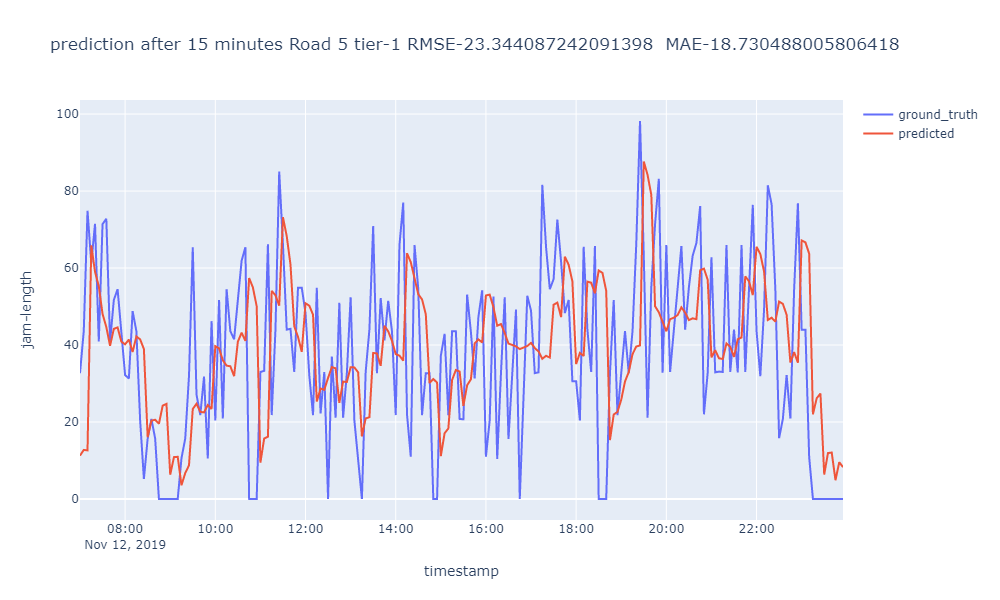 prediction after 15 minutes Road 5 tier-1 RMSE-23.344087242091398  MAE-18.730488005806418
ground_truth
predicted
100
80
60
40
20
0
jam-length
08:00 10:00 12:00 14:00 16:00 18:00 20:00 22:00
Nov 12, 2019
timestamp